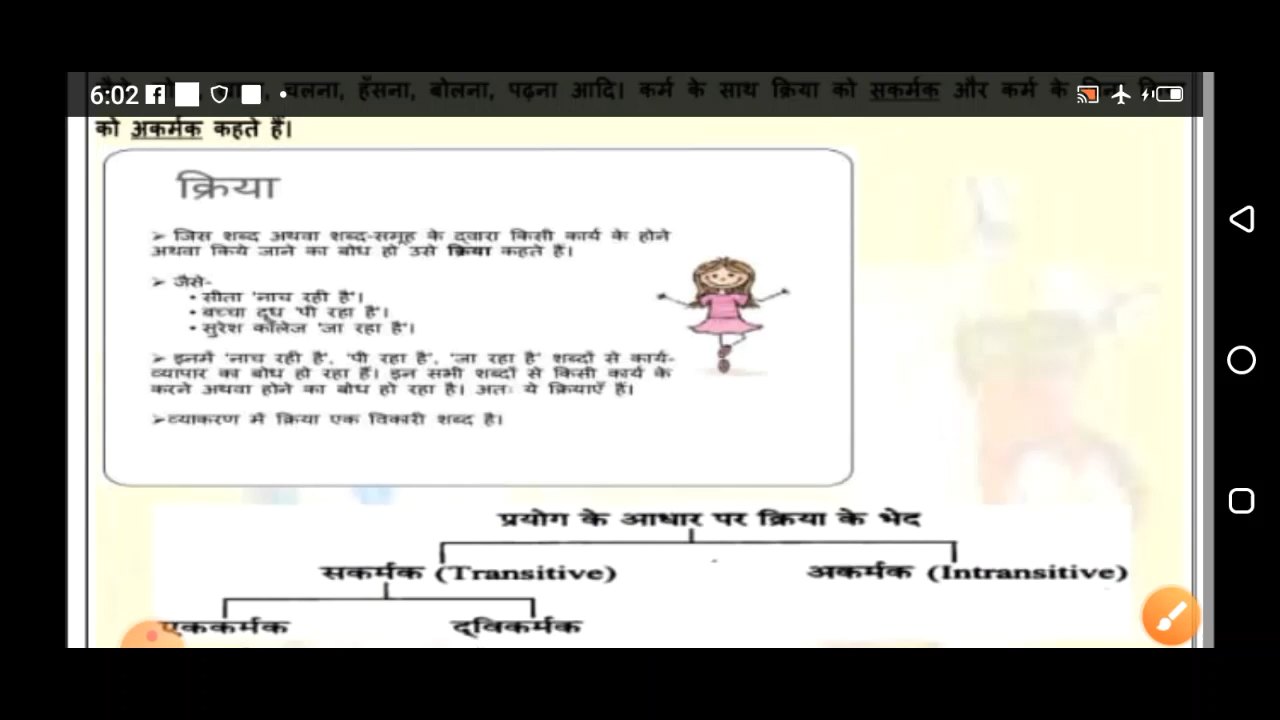 6:02
चलना, हँसना, बोलना, पढ़ना आदि। कर्म के साथ क्रिया को सकर्मक और कर्म के
को अकर्मक कहते हैं।
क्रिया
➢ जिस शब्द अथवा शब्द-समूह के द्वारा किसी कार्य के होने
अथवा किये जाने का बोध हो उसे क्रिया कहते हैं।
➢ जैसे-
• सीता 'नाच रही है'।
• बच्चा दूध 'पी रहा है'।
• सुरेश कॉलेज 'जा रहा है'।
➢ इनमें 'नाच रही है', 'पी रहा है', 'जा रहा है' शब्दों से कार्य-
व्यापार का बोध हो रहा हैं। इन सभी शब्दों से किसी कार्य के
करने अथवा होने का बोध हो रहा है। अतः ये क्रियाएँ हैं।
➢व्याकरण में क्रिया एक विकारी शब्द है।
प्रयोग के आधार पर क्रिया के भेद
सकर्मक (Transitive) अकर्मक (Intransitive)
एककर्मक द्विकर्मक